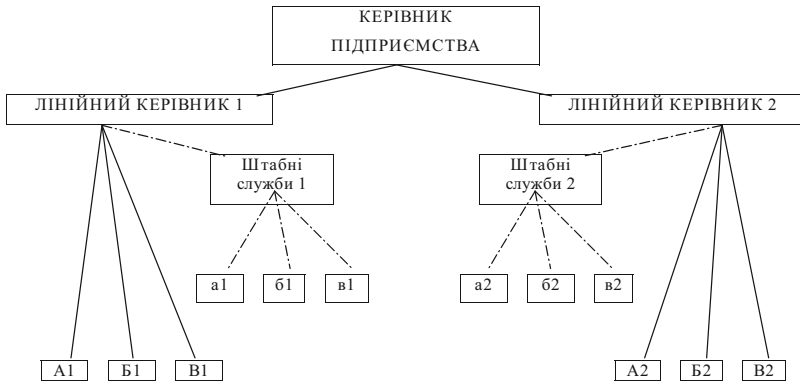 КЕРІВНИК
ПІДПРИЄМСТВА
ЛІНІЙНИЙ КЕРІВНИК 1
ЛІНІЙНИЙ КЕРІВНИК 2
Штабні
служби 1
Штабні
служби 2
а1 б1 в1 а2 б2 в2
А1 Б1 В1 А2 Б2 В2